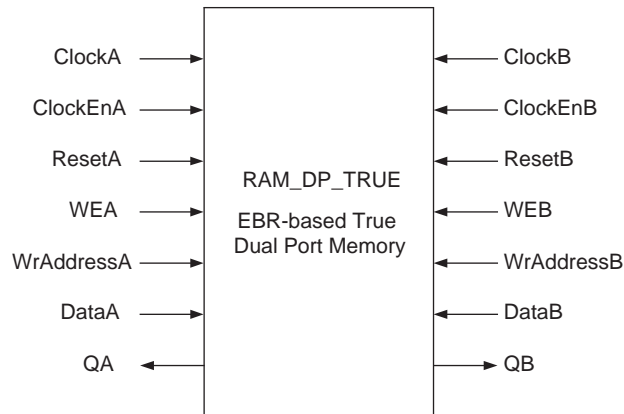 ClockA
ClockEnA
ResetA
WEA
WrAddressA
DataA
QA
RAM_DP_TRUE
EBR-based True
Dual Port Memory
ClockB
ClockEnB
ResetB
WEB
WrAddressB
DataB
QB